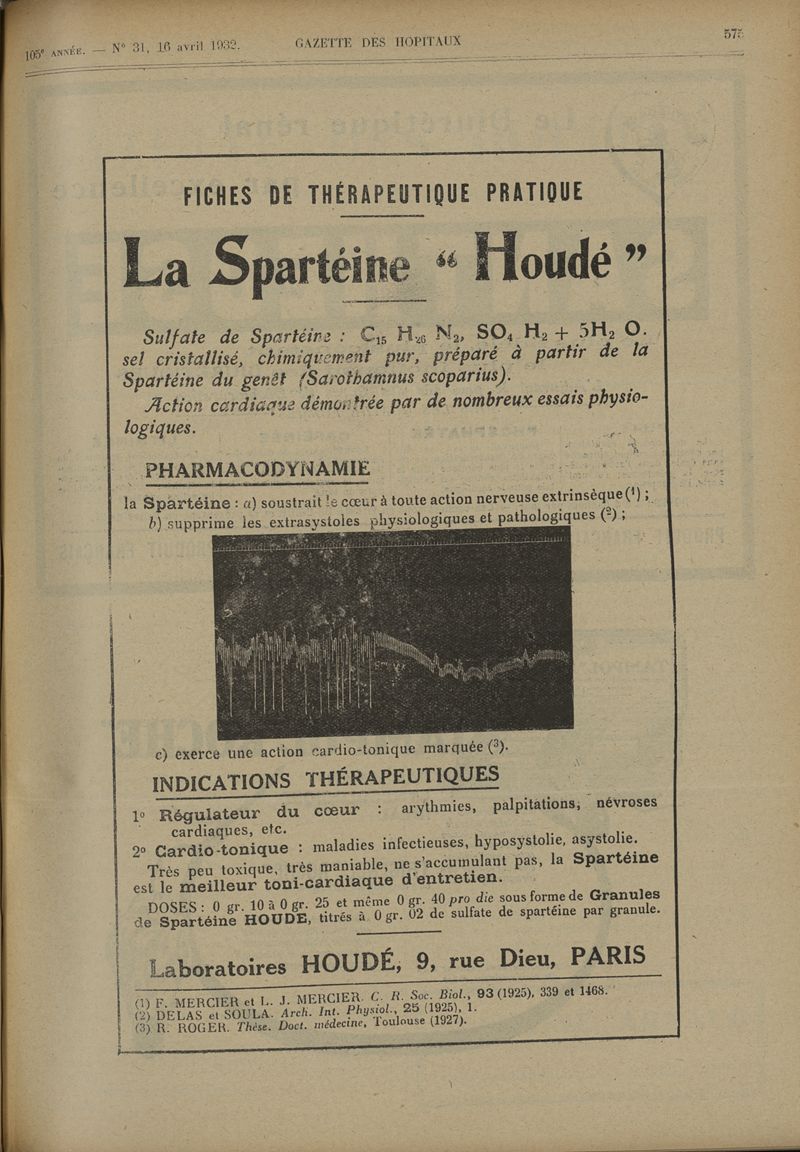 105e ANNÉE. — No 31, 16 avril 1932. GAZETTE DES HOPITAUX
FICHES DE THÉRAPEUTIQUE PRATIQUE
La Spartéine “ Houdé ”
Sulfate de Spartéine : C₁₅ H₂₆ N₂, SO₄ H₂ + 5H₂ O.
sel cristallisé, chimiquement pur, préparé à partir de la
Spartéine du genêt (Sarothamnus scoparius).
Action cardiaque démontrée par de nombreux essais physio-
logiques.
PHARMACODYNAMIE
la Spartéine : a) soustrait le cœur à toute action nerveuse extrinsèque (¹) ;
b) supprime les extrasystoles physiologiques et pathologiques (²) ;
c) exerce une action cardio-tonique marquée (³).
INDICATIONS THÉRAPEUTIQUES
1o Régulateur du cœur : arythmies, palpitations, névroses
cardiaques, etc.
2o Cardio-tonique : maladies infectieuses, hyposystolie, asystolie.
Très peu toxique, très maniable, ne s'accumulant pas, la Spartéine
est le meilleur toni-cardiaque d'entretien.
DOSES : 0 gr. 10 à 0 gr. 25 et même 0 gr. 40 pro die sous forme de Granules
de Spartéine HOUDÉ, titrés à 0 gr. 02 de sulfate de spartéine par granule.
Laboratoires HOUDÉ, 9, rue Dieu, PARIS
(1) F. MERCIER et L. J. MERCIER. C. R. Soc. Biol., 93 (1925), 339 et 1468.
(2) DELAS et SOULA. Arch. Int. Physiol., 25 (1925), 1.
(3) R. ROGER. Thèse. Doct. médecine, Toulouse (1927).